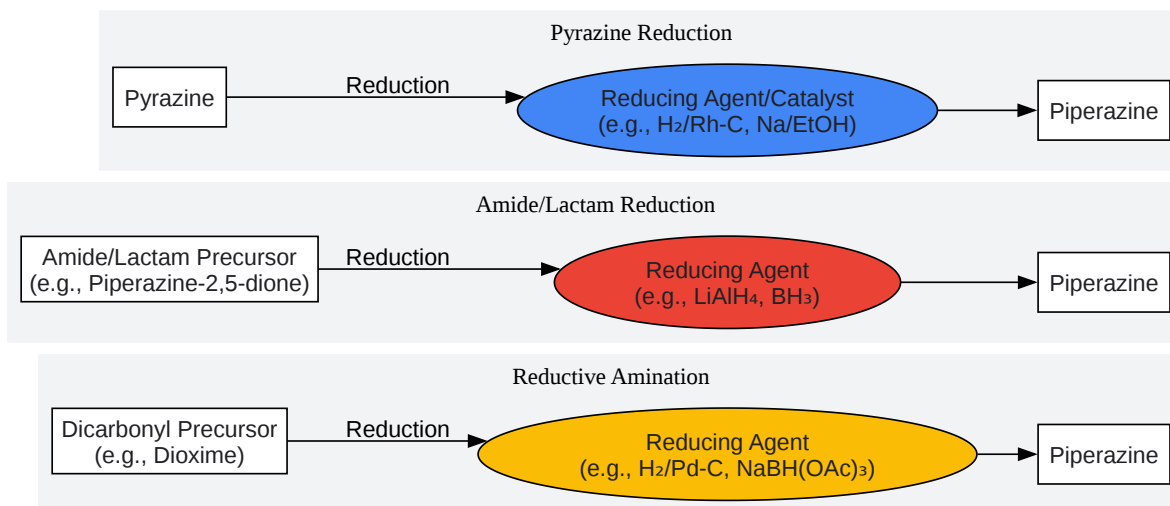 Pyrazine Reduction
Pyrazine
Reduction
Reducing Agent/Catalyst
(e.g., H₂/Rh-C, Na/EtOH)
Piperazine
Amide/Lactam Reduction
Amide/Lactam Precursor
(e.g., Piperazine-2,5-dione)
Reduction
Reducing Agent
(e.g., LiAlH₄, BH₃)
Piperazine
Reductive Amination
Dicarbonyl Precursor
(e.g., Dioxime)
Reduction
Reducing Agent
(e.g., H₂/Pd-C, NaBH(OAc)₃)
Piperazine